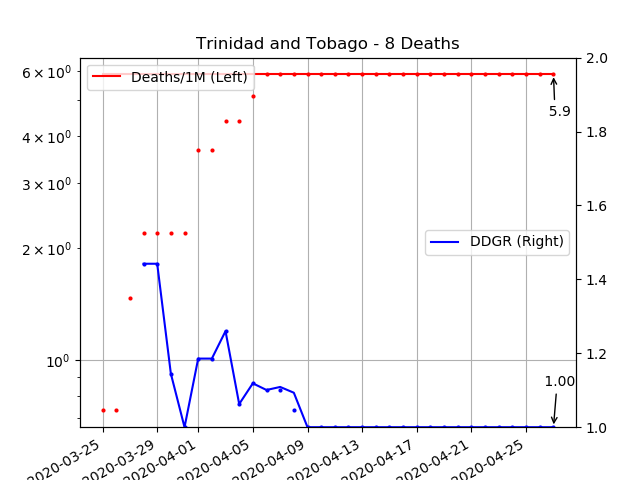 Trinidad and Tobago - 8 Deaths
Deaths/1M (Left)
DDGR (Right)
5.9
1.00
6 × 10⁰
4 × 10⁰
3 × 10⁰
2 × 10⁰
10⁰
2.0
1.8
1.6
1.4
1.2
1.0
2020-03-25
2020-03-29
2020-04-01
2020-04-05
2020-04-09
2020-04-13
2020-04-17
2020-04-21
2020-04-25